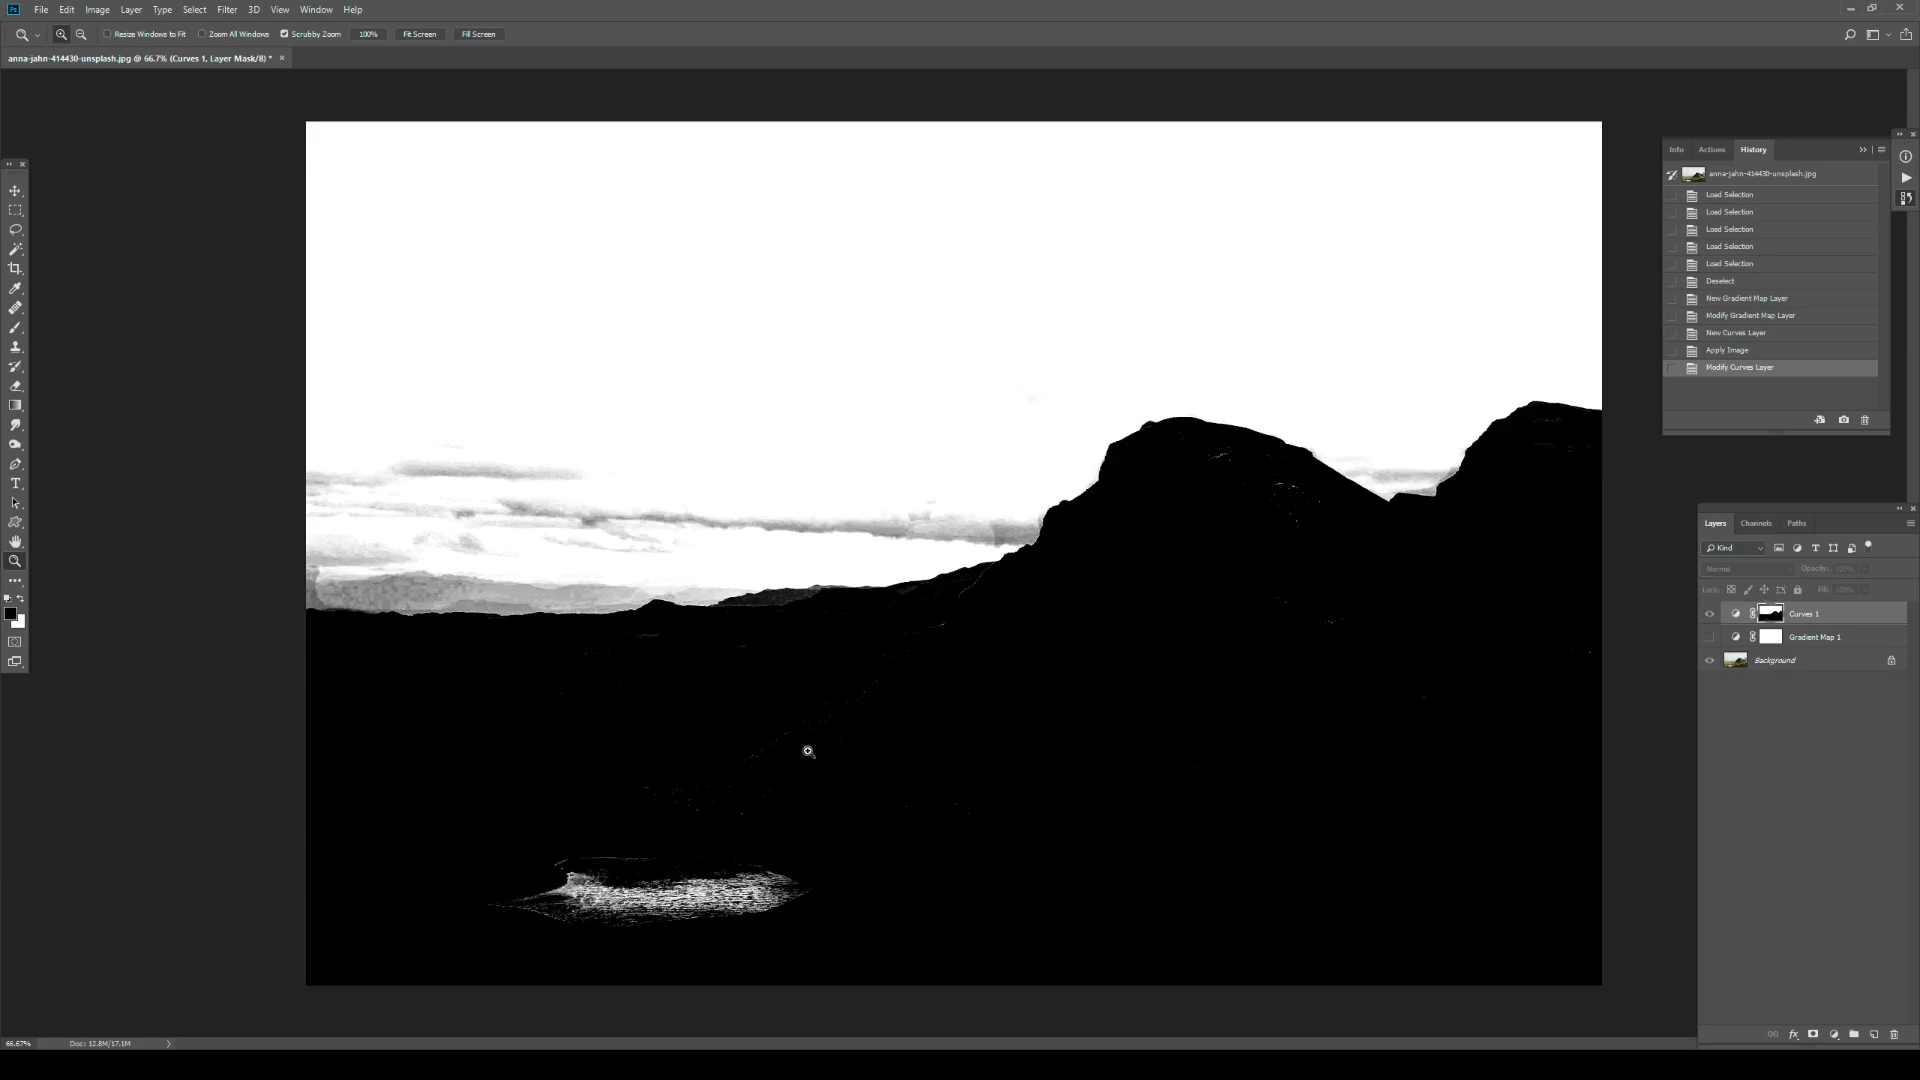 Ps File Edit Image Layer Type Select Filter 3D View Window Help
Resize Windows to Fit Zoom All Windows Scrubby Zoom 100% Fit Screen Fill Screen
anna-jahn-414430-unsplash.jpg @ 66.7% (Curves 1, Layer Mask/8) *
Info Actions History
anna-jahn-414430-unsplash.jpg
Load Selection
Load Selection
Load Selection
Load Selection
Load Selection
Deselect
New Gradient Map Layer
Modify Gradient Map Layer
New Curves Layer
Apply Image
Modify Curves Layer
Layers Channels Paths
Kind
Normal Opacity: 100%
Lock: Fill: 100%
Curves 1
Gradient Map 1
Background
66.67% Doc: 12.8M/17.1M